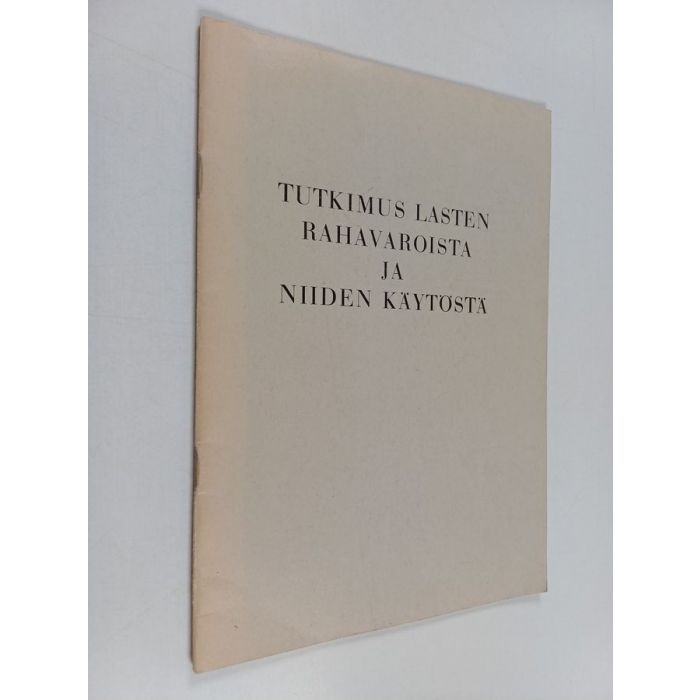 TUTKIMUS LASTEN
RAHAVAROISTA
JA
NIIDEN KÄYTÖSTÄ